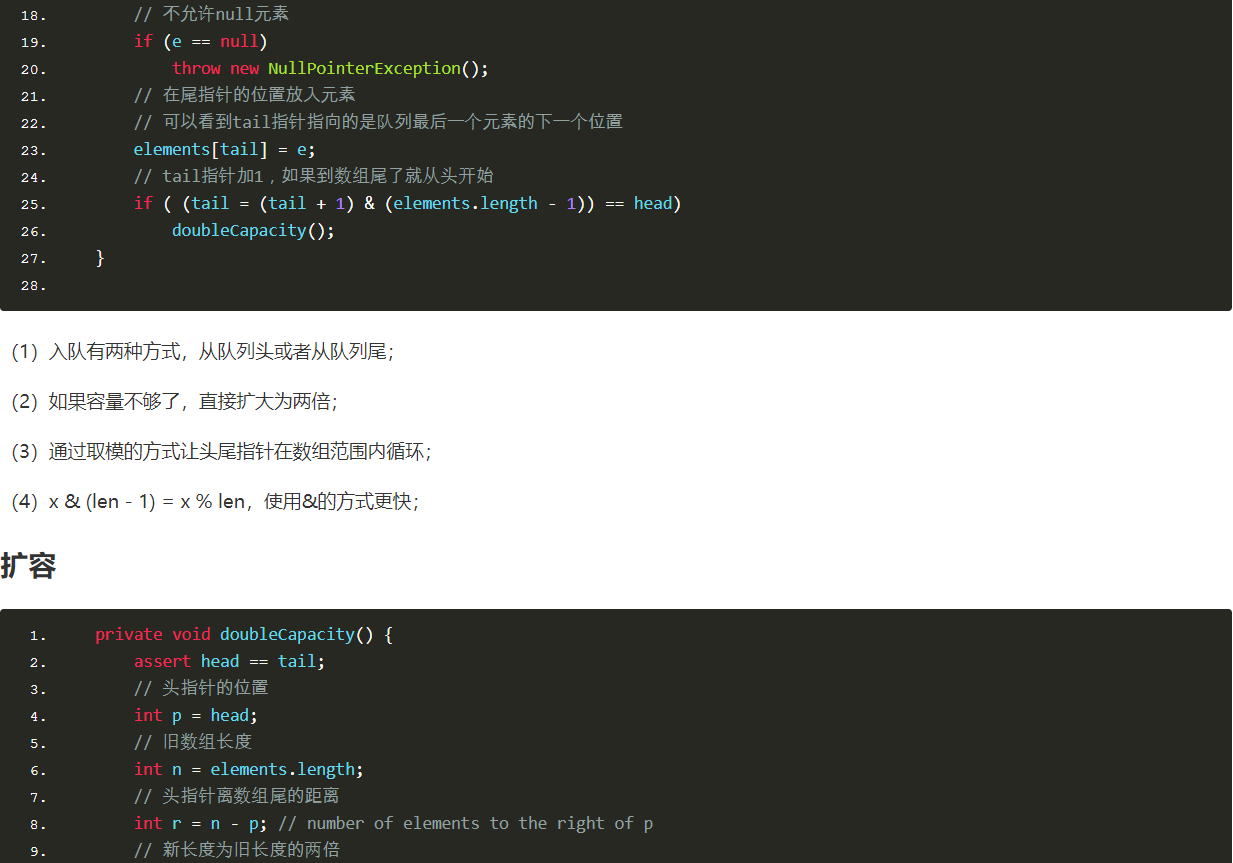 18.         // 不允许null元素
19.         if (e == null)
20.             throw new NullPointerException();
21.         // 在尾指针的位置放入元素
22.         // 可以看到tail指针指向的是队列最后一个元素的下一个位置
23.         elements[tail] = e;
24.         // tail指针加1，如果到数组尾了就从头开始
25.         if ( (tail = (tail + 1) & (elements.length - 1)) == head)
26.             doubleCapacity();
27.     }
28.
（1）入队有两种方式，从队列头或者从队列尾；
（2）如果容量不够了，直接扩大为两倍；
（3）通过取模的方式让头尾指针在数组范围内循环；
（4）x & (len - 1) = x % len，使用&的方式更快；
扩容
1.     private void doubleCapacity() {
2.         assert head == tail;
3.         // 头指针的位置
4.         int p = head;
5.         // 旧数组长度
6.         int n = elements.length;
7.         // 头指针离数组尾的距离
8.         int r = n - p; // number of elements to the right of p
9.         // 新长度为旧长度的两倍